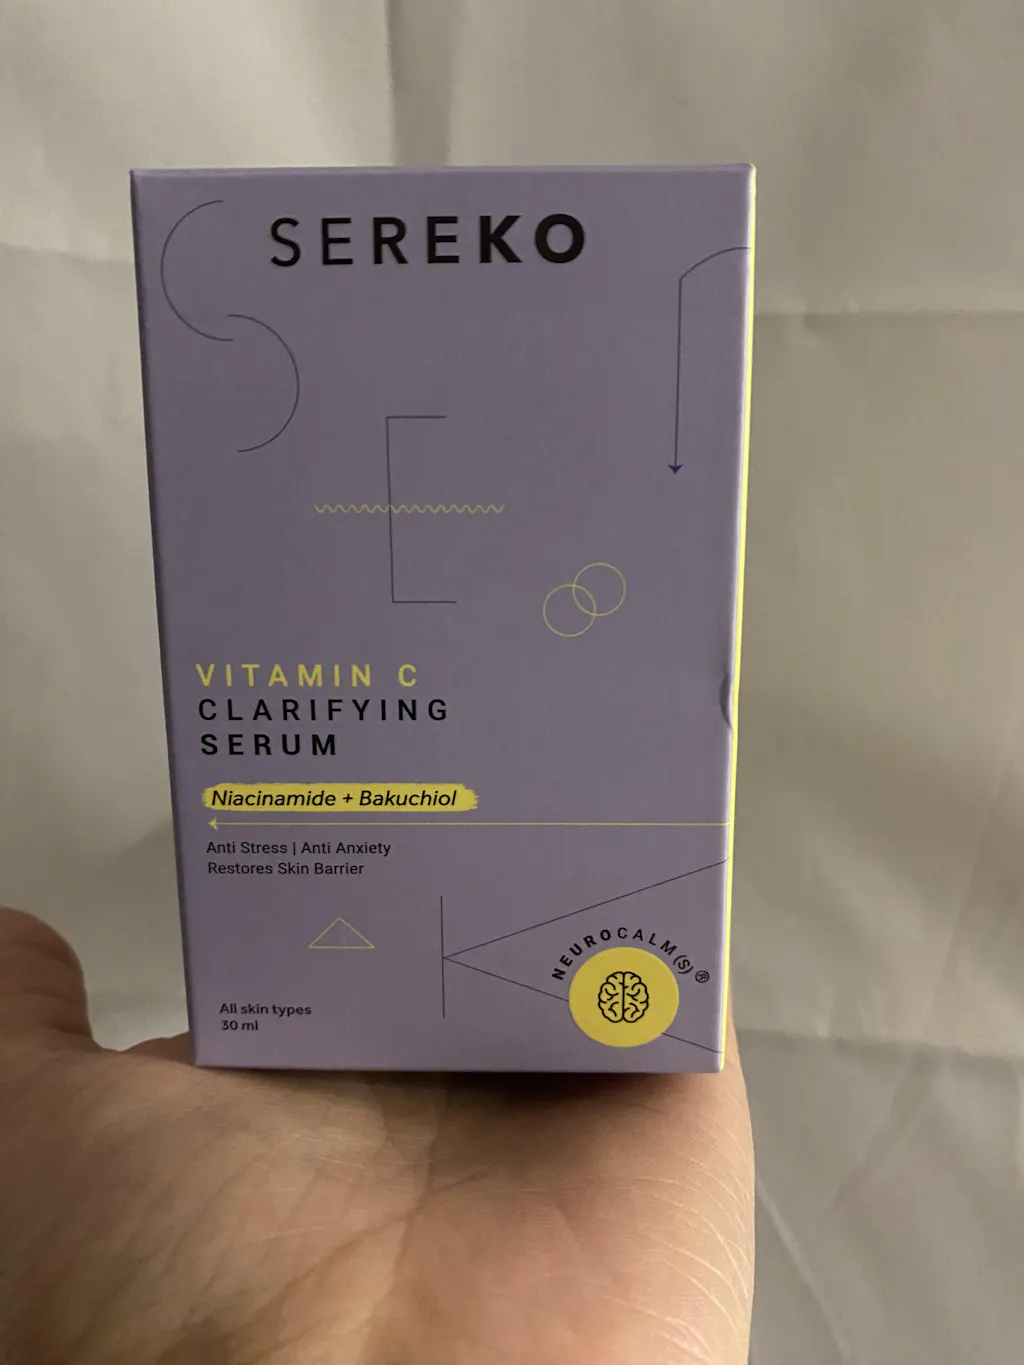 SEREKO
VITAMIN C
CLARIFYING
SERUM
Niacinamide + Bakuchiol
Anti Stress | Anti Anxiety
Restores Skin Barrier
NEUROCALM(S)®
All skin types
30 ml